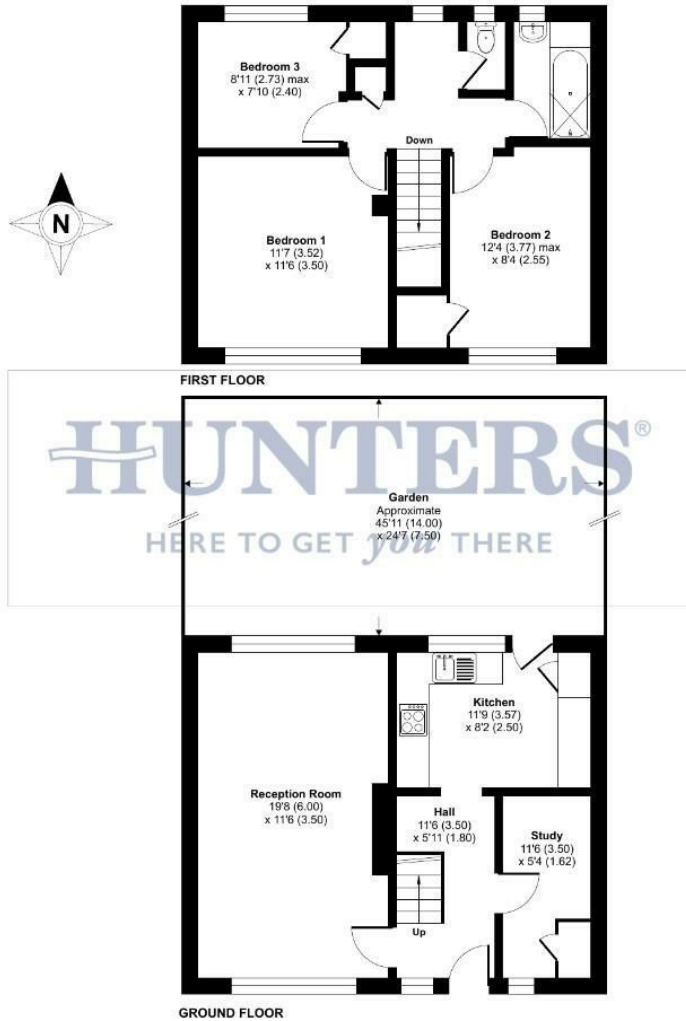 Bedroom 3
8'11 (2.73) max
x 7'10 (2.40)
Down
N
Bedroom 1
11'7 (3.52)
x 11'6 (3.50)
Bedroom 2
12'4 (3.77) max
x 8'4 (2.55)
FIRST FLOOR
HUNTERS®
HERE TO GET you THERE
Garden
Approximate
45'11 (14.00)
x 24'7 (7.50)
Kitchen
11'9 (3.57)
x 8'2 (2.50)
Reception Room
19'8 (6.00)
x 11'6 (3.50)
Hall
11'6 (3.50)
x 5'11 (1.80)
Study
11'6 (3.50)
x 5'4 (1.62)
Up
GROUND FLOOR